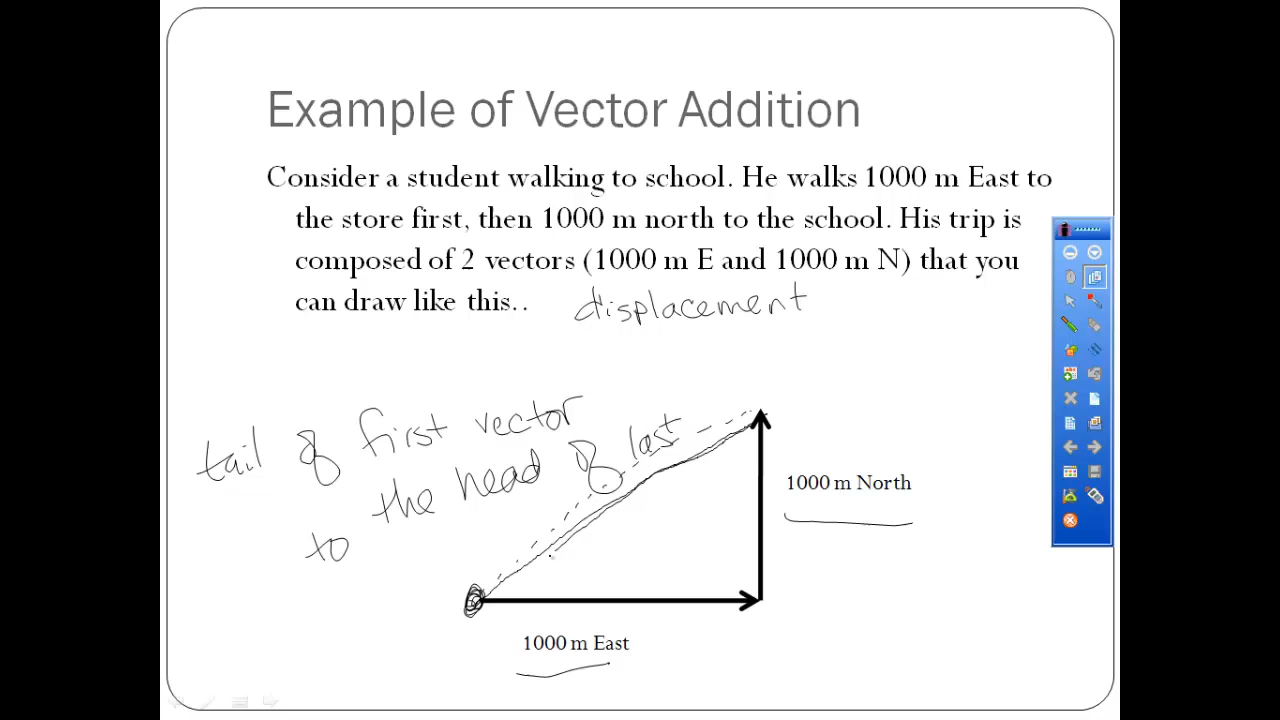 Example of Vector Addition
Consider a student walking to school. He walks 1000 m East to
the store first, then 1000 m north to the school. His trip is
composed of 2 vectors (1000 m E and 1000 m N) that you
can draw like this..
displacement
tail of first vector
to the head of last
1000 m North
1000 m East